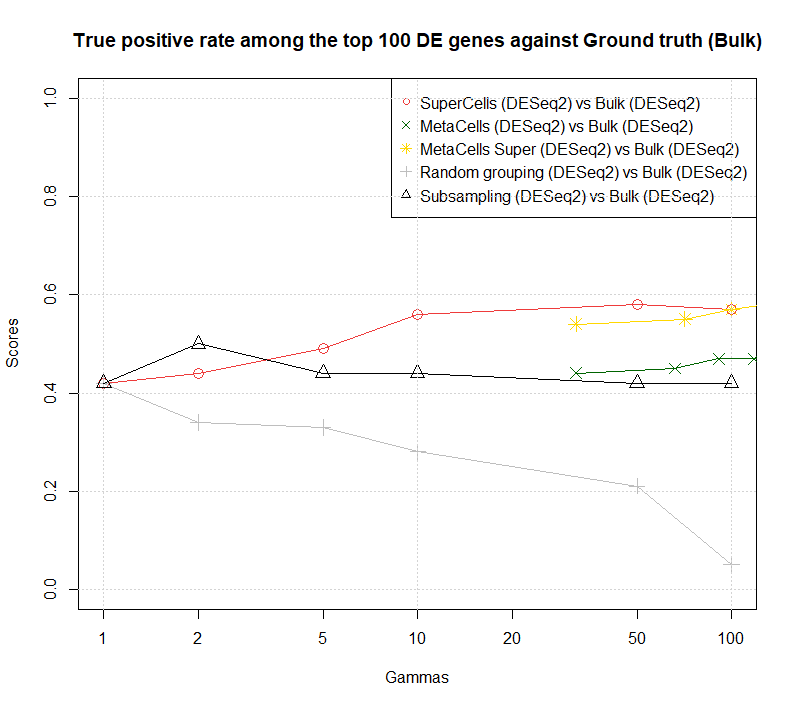 True positive rate among the top 100 DE genes against Ground truth (Bulk)
SuperCells (DESeq2) vs Bulk (DESeq2)
MetaCells (DESeq2) vs Bulk (DESeq2)
MetaCells Super (DESeq2) vs Bulk (DESeq2)
Random grouping (DESeq2) vs Bulk (DESeq2)
Subsampling (DESeq2) vs Bulk (DESeq2)
Scores
1.0
0.8
0.6
0.4
0.2
0.0
1 2 5 10 20 50 100
Gammas